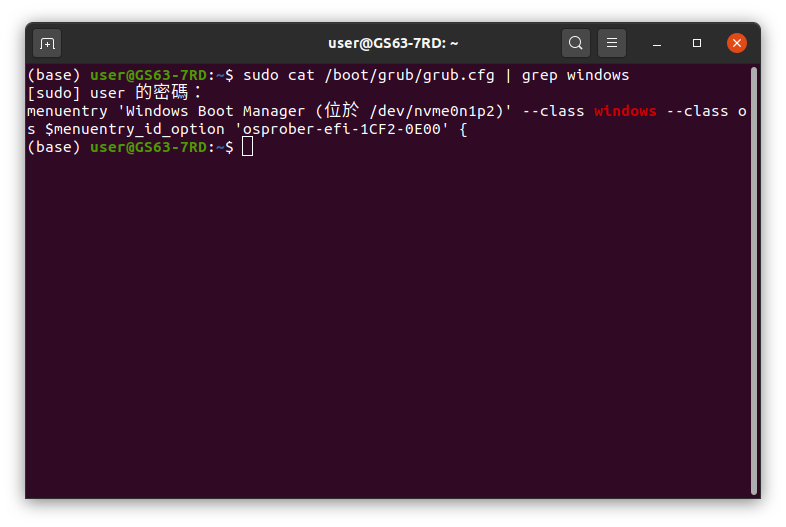 user@GS63-7RD: ~
(base) user@GS63-7RD:~$ sudo cat /boot/grub/grub.cfg | grep windows
[sudo] user 的密碼：
menuentry 'Windows Boot Manager (位於 /dev/nvme0n1p2)' --class windows --class o
s $menuentry_id_option 'osprober-efi-1CF2-0E00' {
(base) user@GS63-7RD:~$